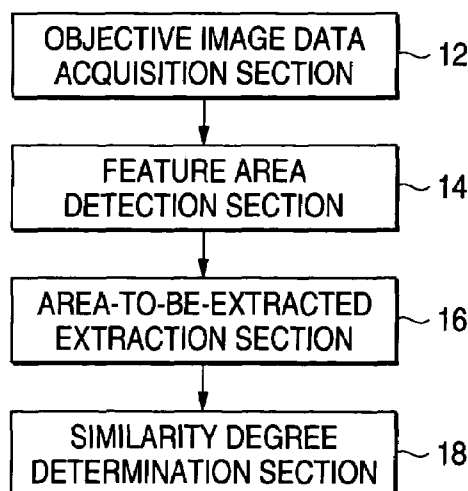 OBJECTIVE IMAGE DATA
ACQUISITION SECTION
12
FEATURE AREA
DETECTION SECTION
14
AREA-TO-BE-EXTRACTED
EXTRACTION SECTION
16
SIMILARITY DEGREE
DETERMINATION SECTION
18